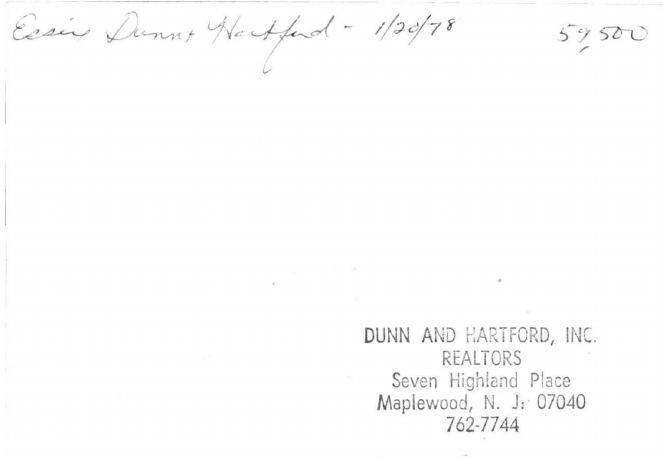 Essie Dunn + Hartford - 1/20/78 59,500
DUNN AND HARTFORD, INC.
REALTORS
Seven Highland Place
Maplewood, N. J. 07040
762-7744